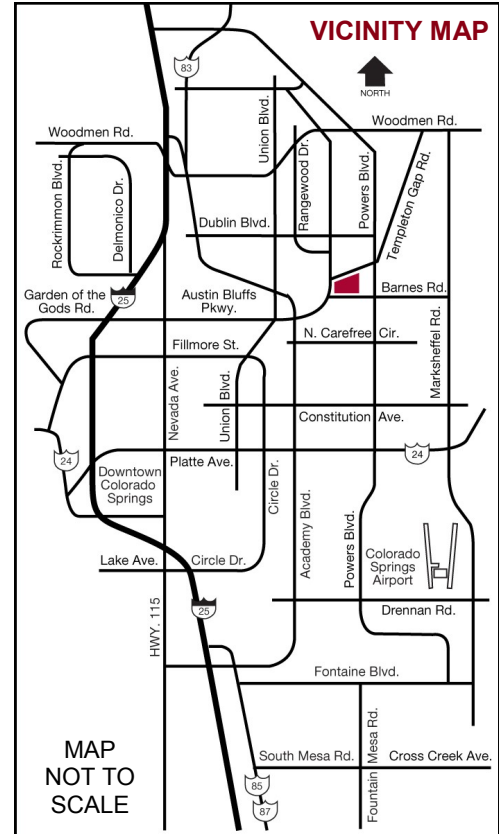 VICINITY MAP
83
NORTH
Woodmen Rd.
Woodmen Rd.
Union Blvd.
Rangewood Dr.
Powers Blvd.
Templeton Gap Rd.
Rockrimmon Blvd.
Delmonico Dr.
Dublin Blvd.
25
Garden of the
Gods Rd.
Austin Bluffs
Pkwy.
Barnes Rd.
Fillmore St.
N. Carefree Cir.
Marksheffel Rd.
Nevada Ave.
Union Blvd.
Constitution Ave.
24
Platte Ave.
24
Downtown
Colorado
Springs
Circle Dr.
Academy Blvd.
Powers Blvd.
Colorado
Springs
Airport
Lake Ave.
Circle Dr.
25
HWY. 115
Drennan Rd.
Fontaine Blvd.
MAP
NOT TO
SCALE
South Mesa Rd.
Fountain Mesa Rd.
Cross Creek Ave.
85
87